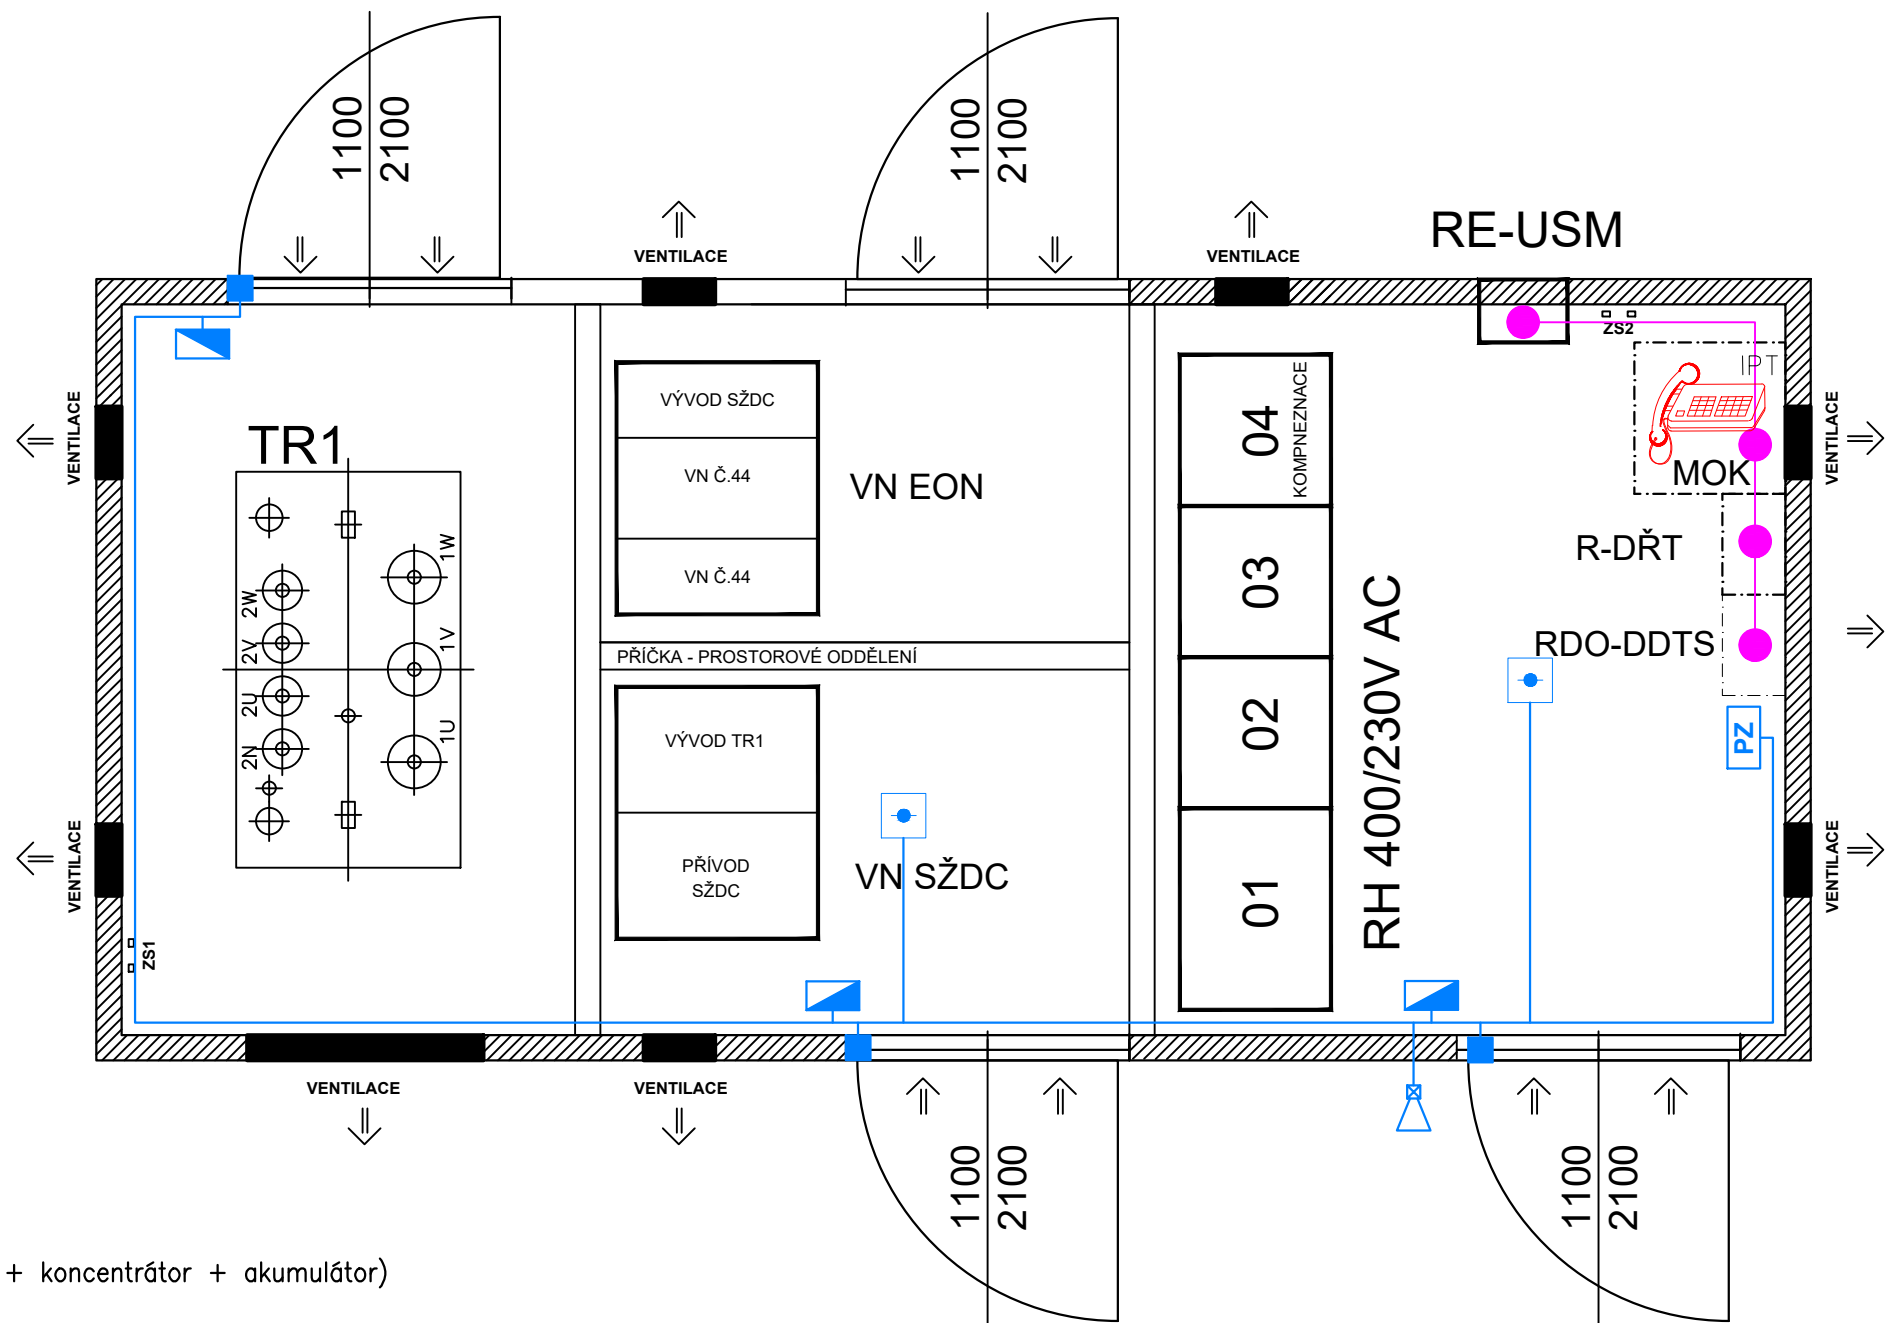 1100
2100
1100
2100
VENTILACE
VENTILACE
RE-USM
ZS2
IPT
MOK
VENTILACE
VENTILACE
TR1
1W
1V
1U
2W
2V
2U
2N
VÝVOD SŽDC
VN Č.44
VN Č.44
VN EON
PŘÍČKA - PROSTOROVÉ ODDĚLENÍ
VÝVOD TR1
PŘÍVOD
SŽDC
VN SŽDC
04
KOMPNEZNACE
03
02
01
RH 400/230V AC
R-DŘT
RDO-DDTS
PZ
VENTILACE
VENTILACE
ZS1
VENTILACE
VENTILACE
1100
2100
1100
2100
+ koncentrátor + akumulátor)